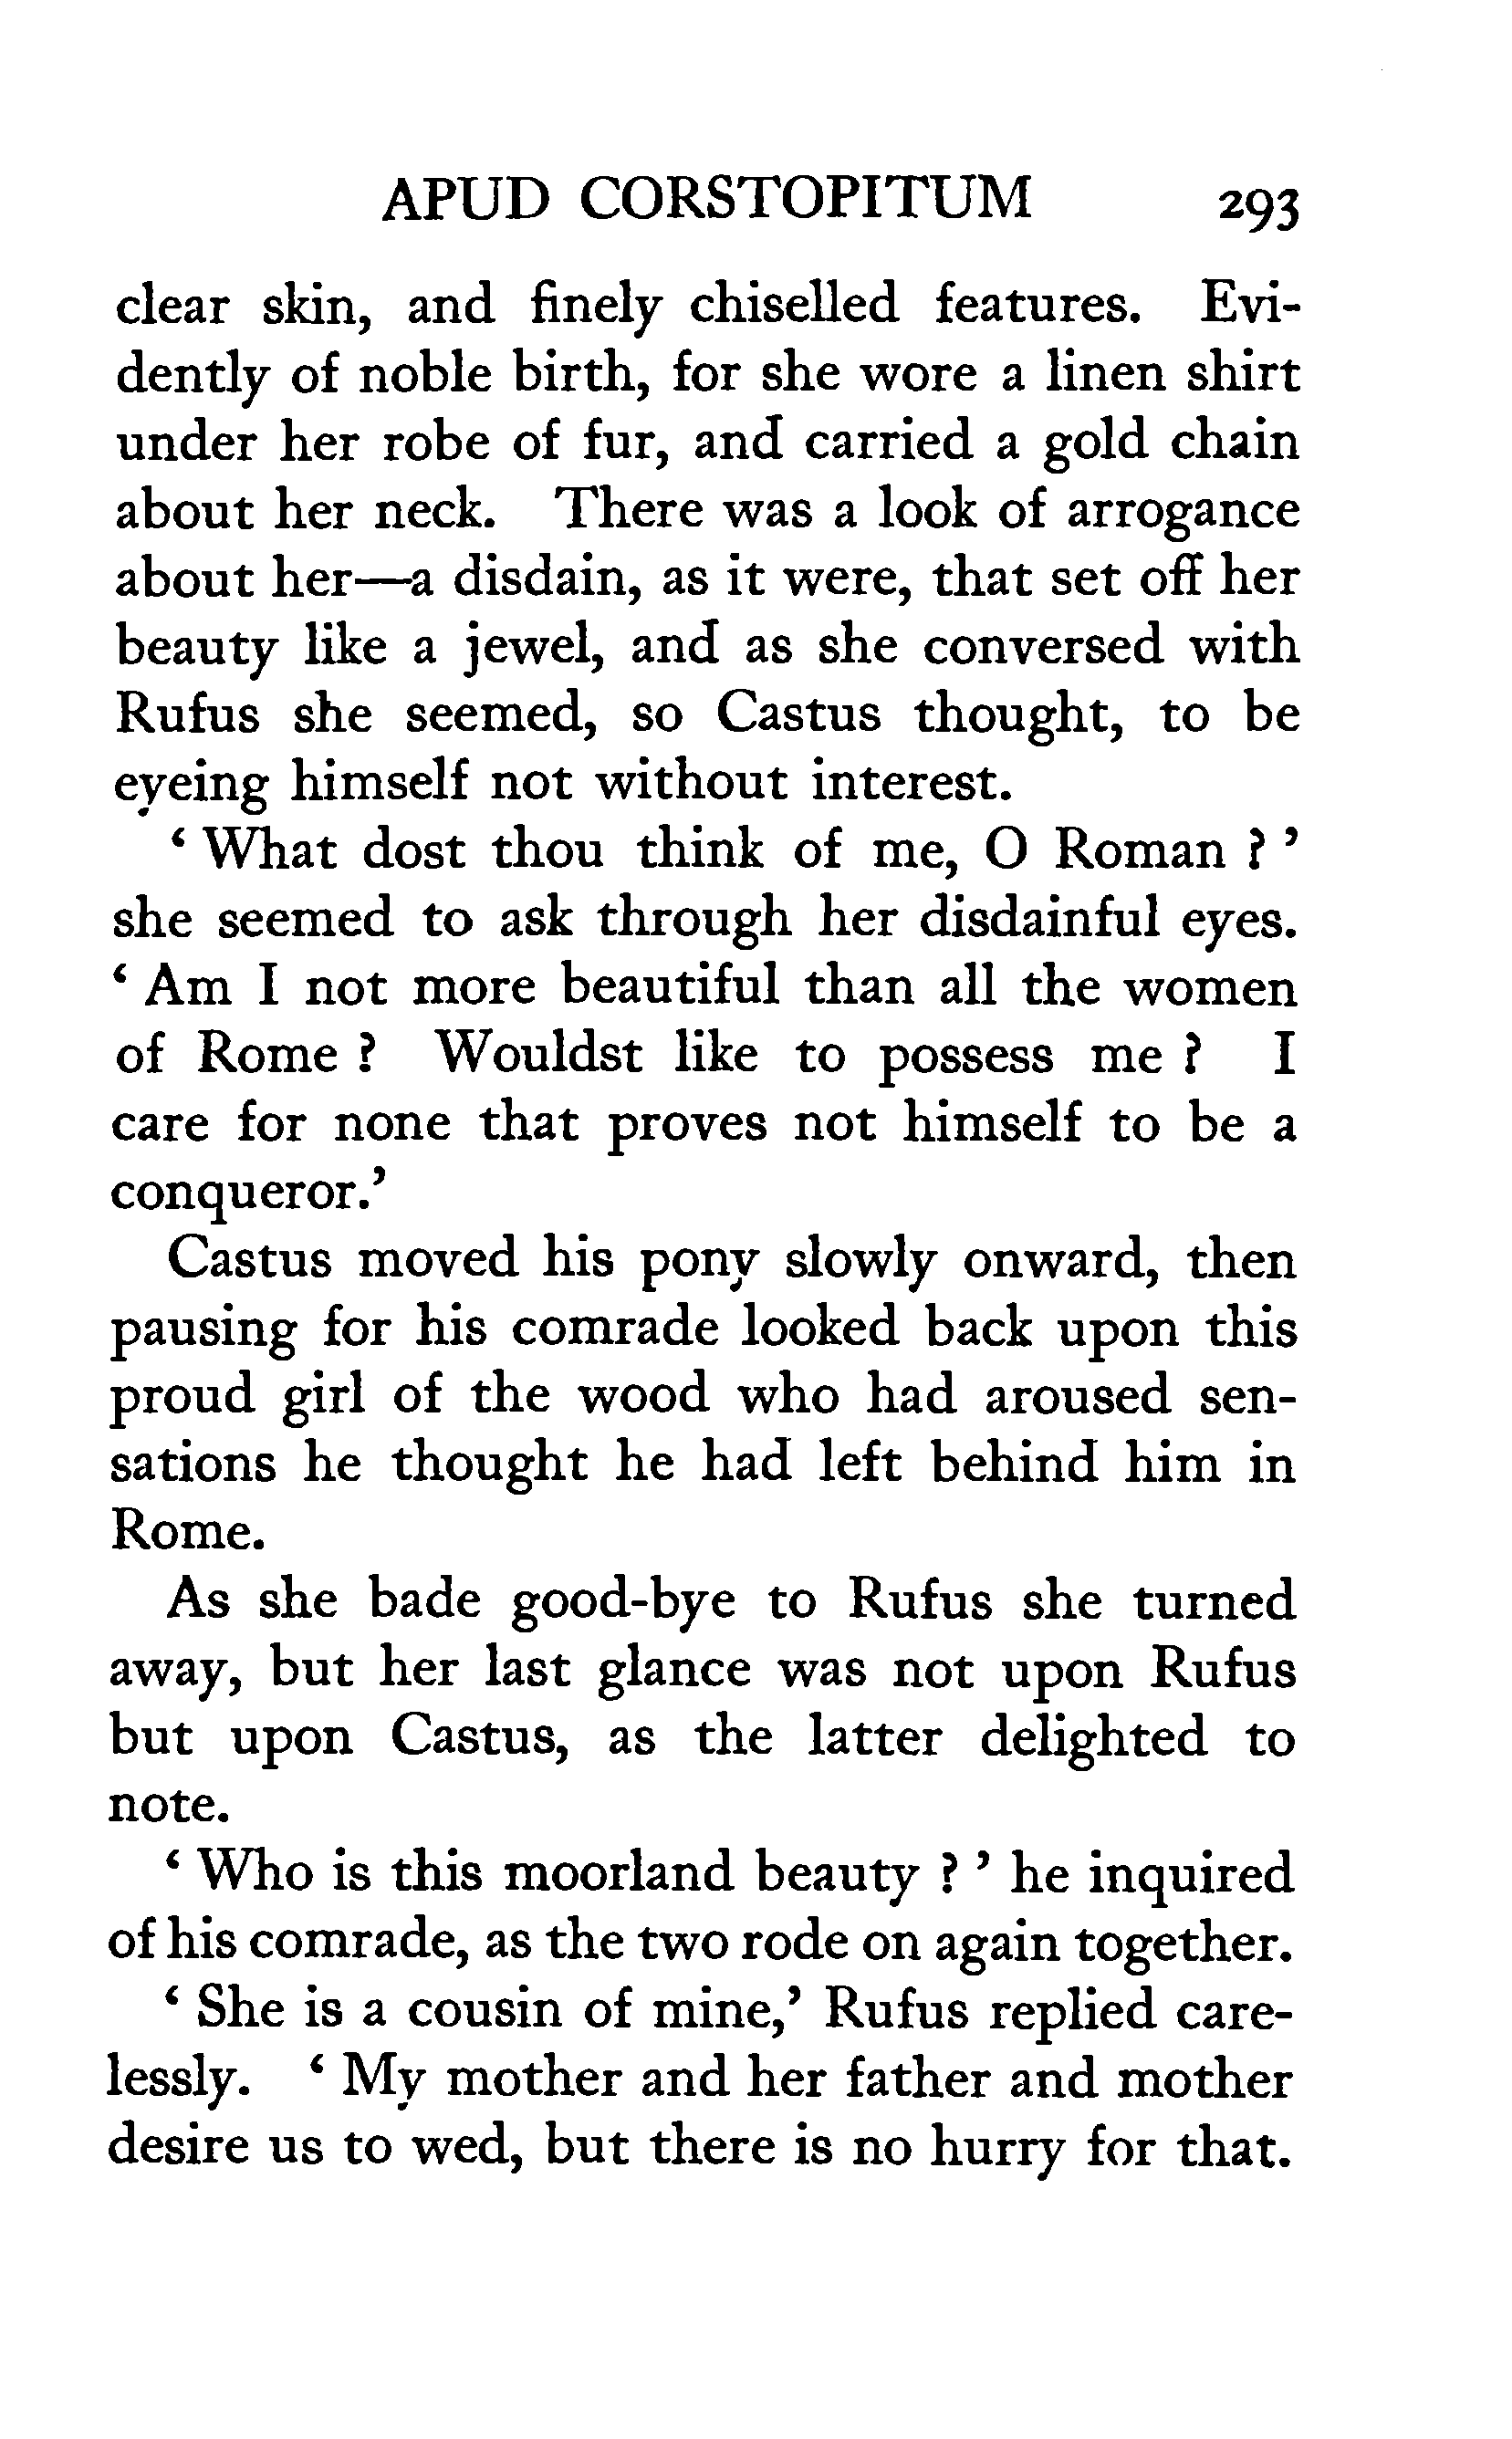 APUD CORSTOPITUM 293
clear skin, and finely chiselled features. Evi-
dently of noble birth, for she wore a linen shirt
under her robe of fur, and carried a gold chain
about her neck. There was a look of arrogance
about her—a disdain, as it were, that set off her
beauty like a jewel, and as she conversed with
Rufus she seemed, so Castus thought, to be
eyeing himself not without interest.
‘ What dost thou think of me, O Roman ? ’
she seemed to ask through her disdainful eyes.
‘ Am I not more beautiful than all the women
of Rome ? Wouldst like to possess me ? I
care for none that proves not himself to be a
conqueror.’
Castus moved his pony slowly onward, then
pausing for his comrade looked back upon this
proud girl of the wood who had aroused sen-
sations he thought he had left behind him in
Rome.
As she bade good-bye to Rufus she turned
away, but her last glance was not upon Rufus
but upon Castus, as the latter delighted to
note.
‘ Who is this moorland beauty ? ’ he inquired
of his comrade, as the two rode on again together.
‘ She is a cousin of mine,’ Rufus replied care-
lessly. ‘ My mother and her father and mother
desire us to wed, but there is no hurry for that.